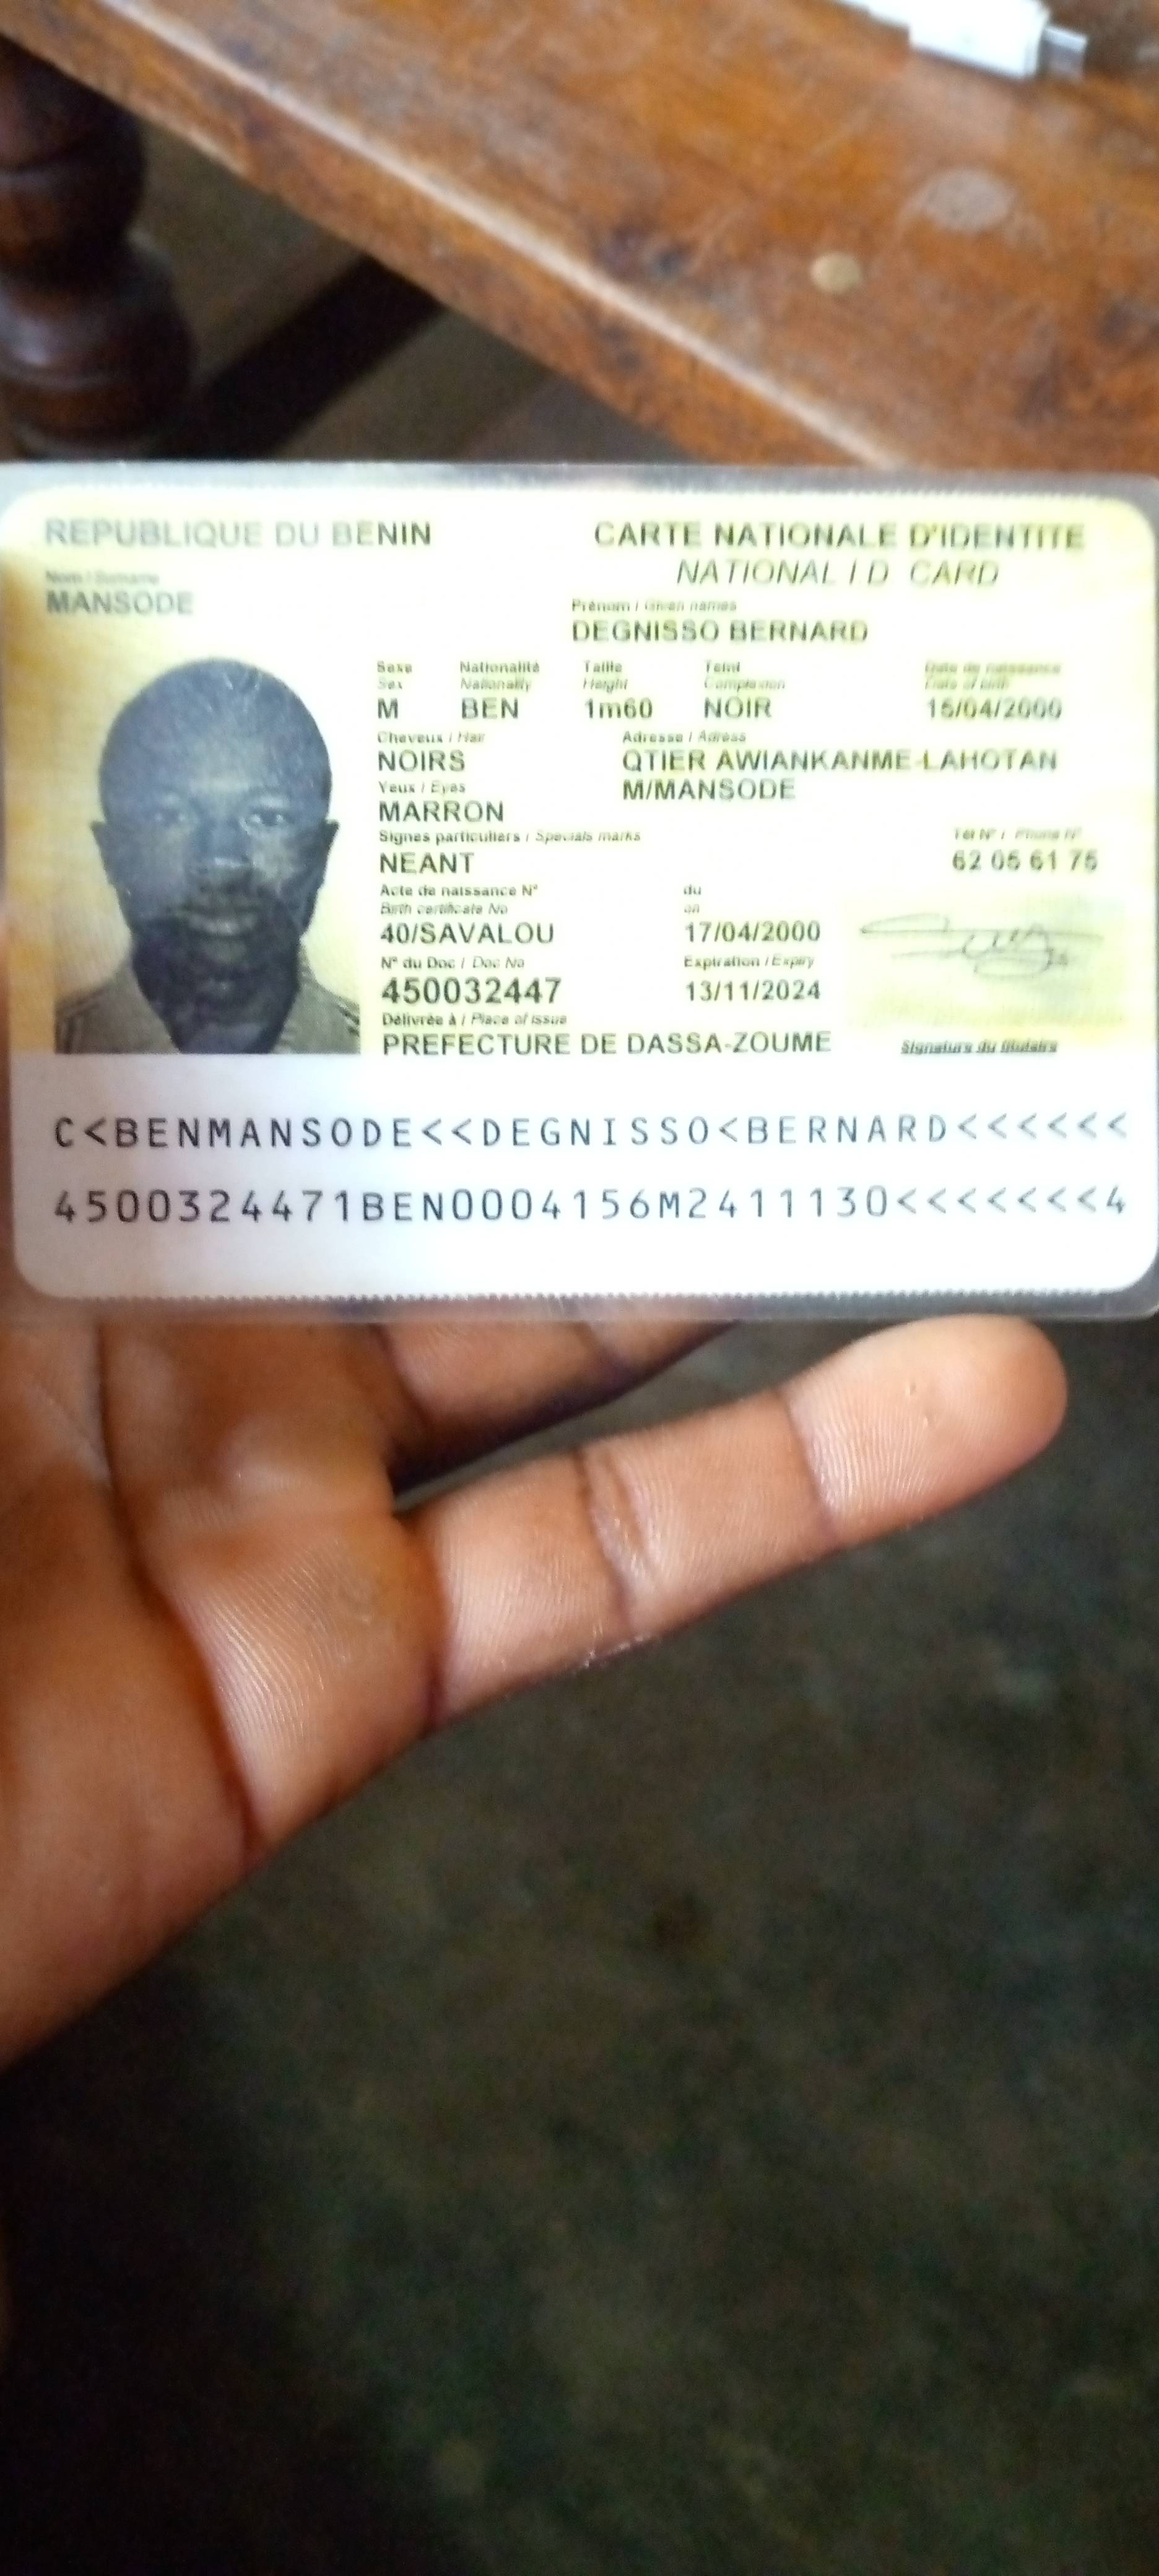 REPUBLIQUE DU BENIN
CARTE NATIONALE D'IDENTITE
NATIONAL I D CARD
Nom / Surname
MANSODE
Prénom / Given names
DEGNISSO BERNARD
Sexe Nationalité Taille Teint Date de naissance
Sex Nationality Height Complexion Date of birth
M BEN 1m60 NOIR 15/04/2000
Cheveux / Hair Adresse / Adress
NOIRS QTIER AWIANKANME-LAHOTAN
Yeux / Eyes M/MANSODE
MARRON
Signes particuliers / Specials marks Tél N° / Phone N°
NEANT 62 05 61 75
Acte de naissance N° du
Birth certificate No on
40/SAVALOU 17/04/2000
N° du Doc / Doc No Expiration / Expiry
450032447 13/11/2024
Délivrée à / Place of issue
PREFECTURE DE DASSA-ZOUME Signature du titulaire
C<BENMANSODE<<DEGNISSO<BERNARD<<<<<<
4500324471BEN0004156M2411130<<<<<<<4